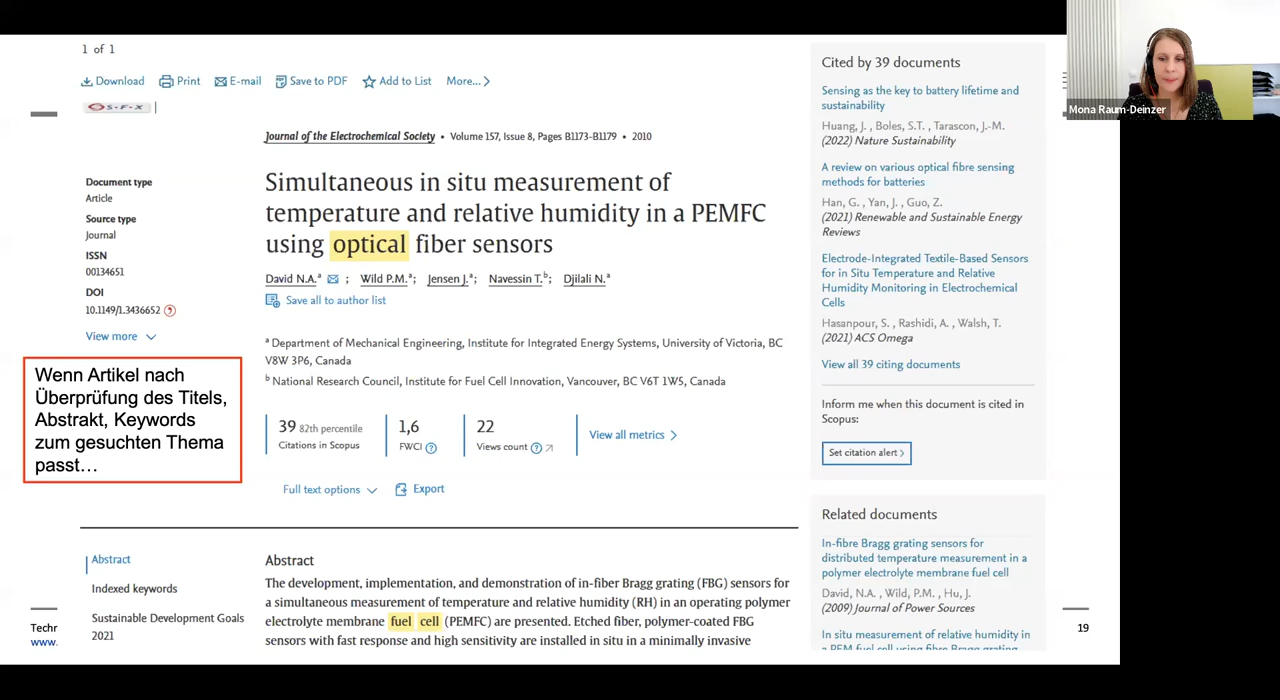 1 of 1
Download Print E-mail Save to PDF Add to List More...
S·F·X
Journal of the Electrochemical Society • Volume 157, Issue 8, Pages B1173-B1179 • 2010
Document type
Article
Source type
Journal
ISSN
00134651
DOI
10.1149/1.3436652
View more
Simultaneous in situ measurement of
temperature and relative humidity in a PEMFC
using optical fiber sensors
David N.A.ᵃ ; Wild P.M.ᵃ; Jensen J.ᵃ; Navessin T.ᵇ; Djilali N.ᵃ
Save all to author list
ᵃ Department of Mechanical Engineering, Institute for Integrated Energy Systems, University of Victoria, BC
V8W 3P6, Canada
ᵇ National Research Council, Institute for Fuel Cell Innovation, Vancouver, BC V6T 1W5, Canada
Wenn Artikel nach
Überprüfung des Titels,
Abstrakt, Keywords
zum gesuchten Thema
passt…
39 82th percentile
Citations in Scopus
1,6
FWCI
22
Views count
View all metrics
Full text options Export
Abstract
Indexed keywords
Sustainable Development Goals
2021
Abstract
The development, implementation, and demonstration of in-fiber Bragg grating (FBG) sensors for
a simultaneous measurement of temperature and relative humidity (RH) in an operating polymer
electrolyte membrane fuel cell (PEMFC) are presented. Etched fiber, polymer-coated FBG
sensors with fast response and high sensitivity are installed in situ in a minimally invasive
Cited by 39 documents
Sensing as the key to battery lifetime and
sustainability
Huang, J. , Boles, S.T. , Tarascon, J.-M.
(2022) Nature Sustainability
A review on various optical fibre sensing
methods for batteries
Han, G. , Yan, J. , Guo, Z.
(2021) Renewable and Sustainable Energy
Reviews
Electrode-Integrated Textile-Based Sensors
for in Situ Temperature and Relative
Humidity Monitoring in Electrochemical
Cells
Hasanpour, S. , Rashidi, A. , Walsh, T.
(2021) ACS Omega
View all 39 citing documents
Inform me when this document is cited in
Scopus:
Set citation alert
Related documents
In-fibre Bragg grating sensors for
distributed temperature measurement in a
polymer electrolyte membrane fuel cell
David, N.A. , Wild, P.M. , Hu, J.
(2009) Journal of Power Sources
In situ measurement of relative humidity in
a PEM fuel cell using fibre Bragg grating
Techr
www.
19
Mona Raum-Deinzer